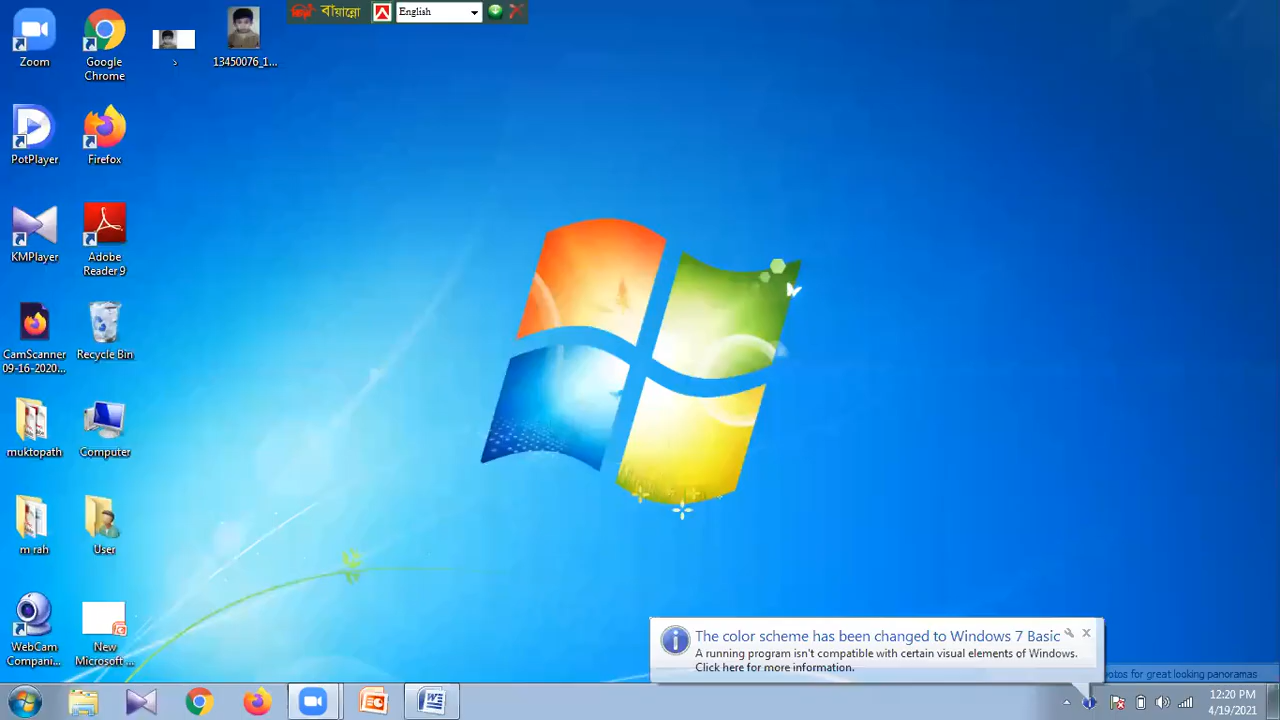 বায়ান্নো
English
Zoom
Google
Chrome
13450076_1...
PotPlayer
Firefox
KMPlayer
Adobe
Reader 9
CamScanner
09-16-2020...
Recycle Bin
muktopath
Computer
m rah
User
WebCam
Compani...
New
Microsoft ...
The color scheme has been changed to Windows 7 Basic
A running program isn't compatible with certain visual elements of Windows.
Click here for more information.
otos for great looking panoramas
12:20 PM
4/19/2021